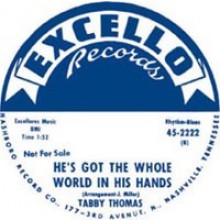 EXCELLO
Records
Excellorec Music
BMI
Time 1:52
Rhythm-Blues
45-2222
(R)
Not For Sale
HE'S GOT THE WHOLE
WORLD IN HIS HANDS
(Arrangement-J. Miller)
TABBY THOMAS
NASHBORO RECORD CO., 177-3RD AVENUE, N., NASHVILLE, TENNESSEE